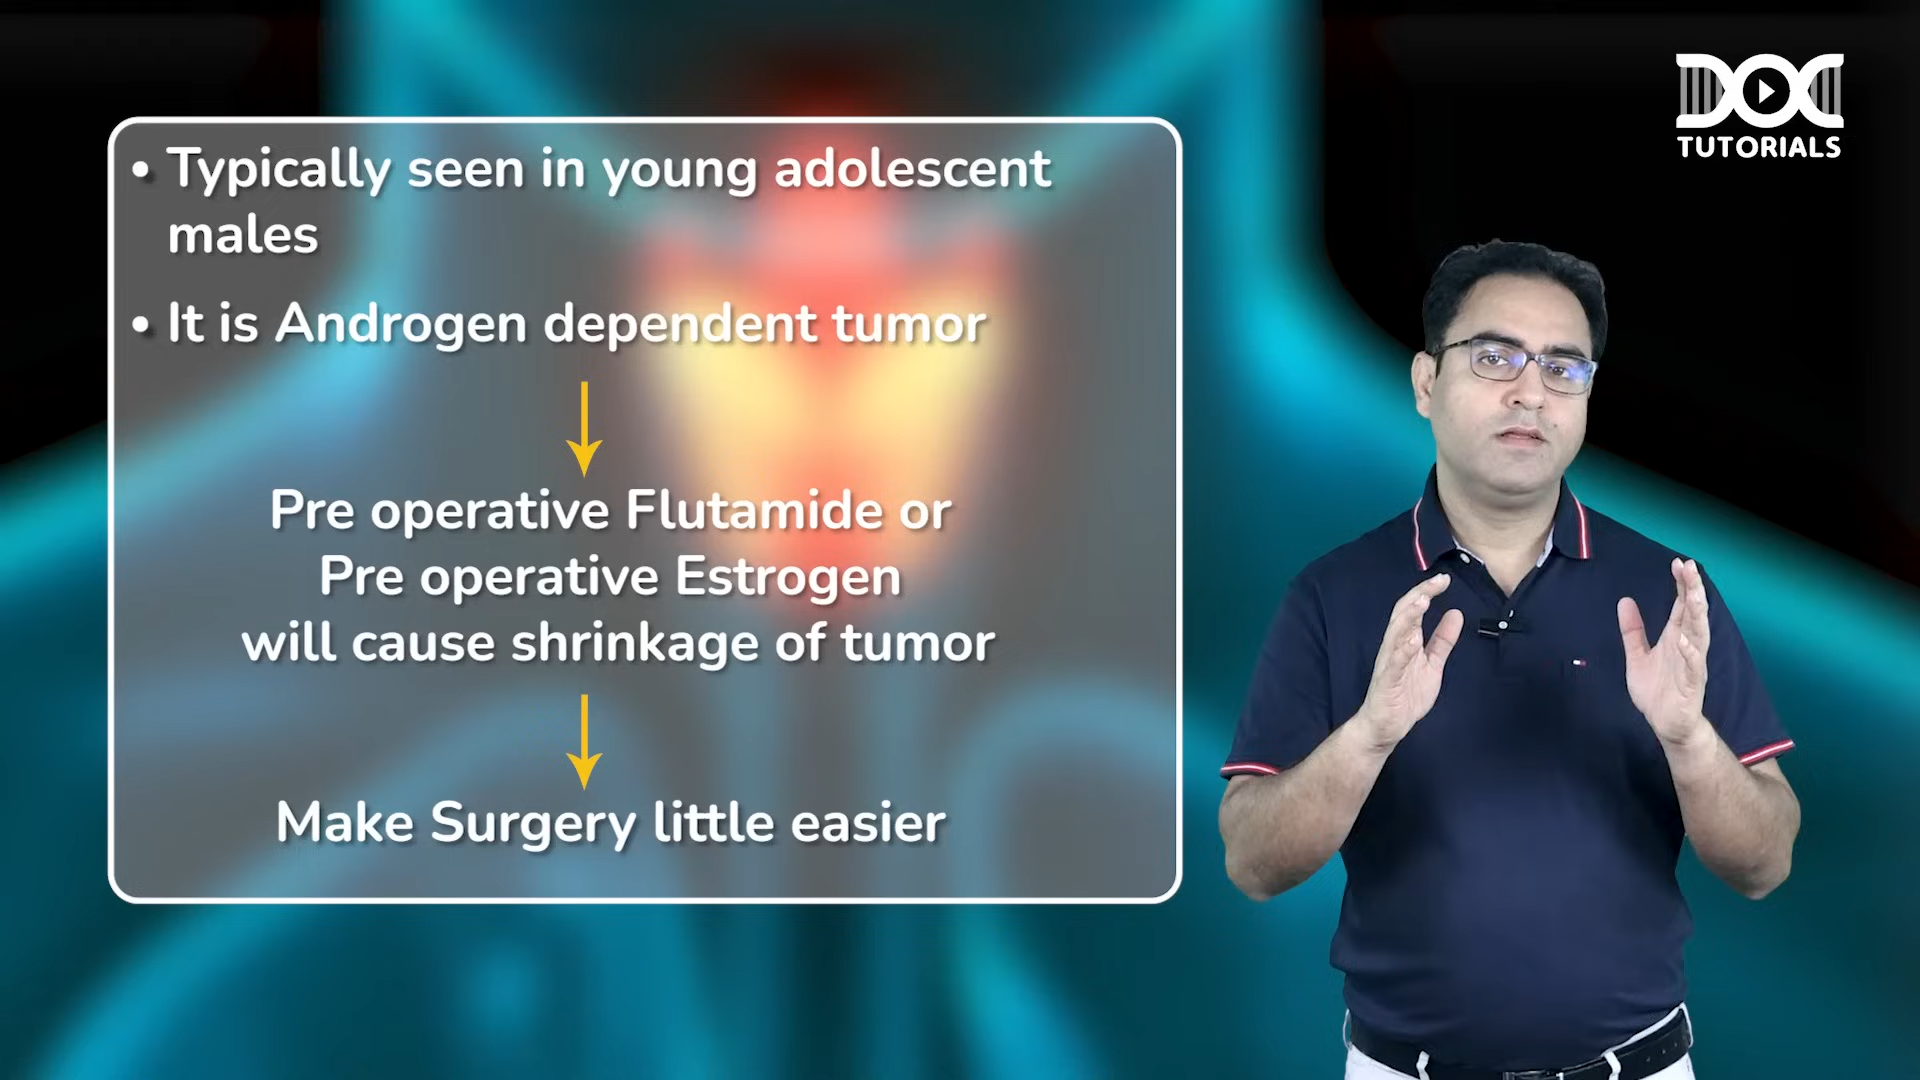 DOC
TUTORIALS
• Typically seen in young adolescent
males
• It is Androgen dependent tumor
Pre operative Flutamide or
Pre operative Estrogen
will cause shrinkage of tumor
Make Surgery little easier